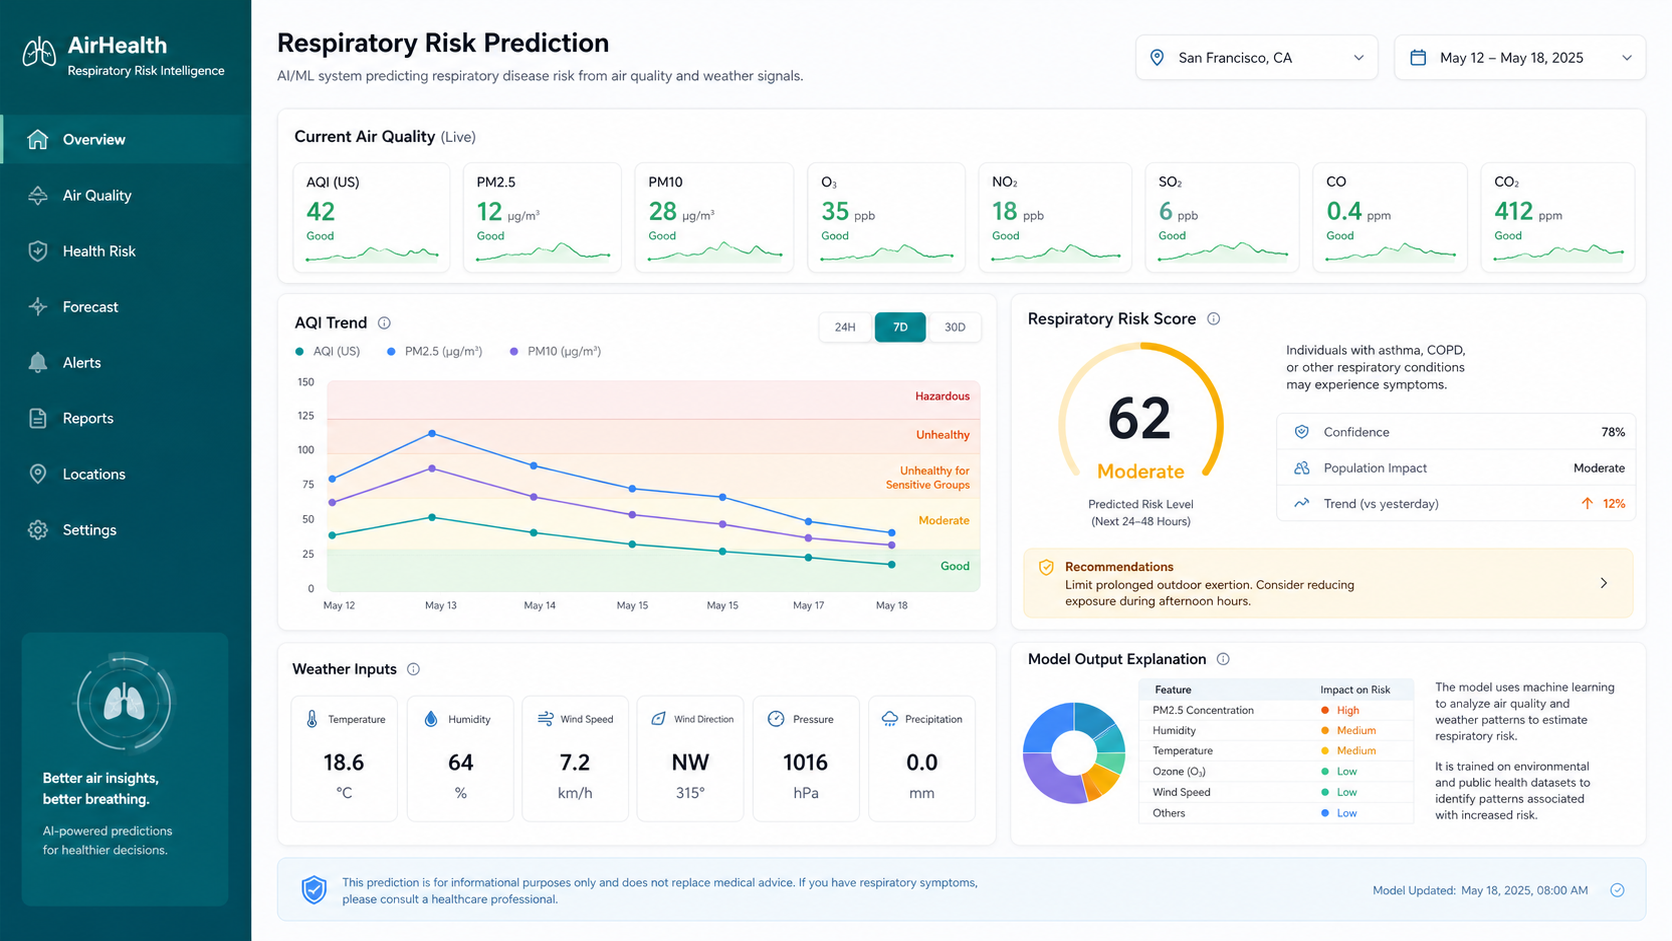 AirHealth
Respiratory Risk Intelligence
Overview
Air Quality
Health Risk
Forecast
Alerts
Reports
Locations
Settings
Better air insights,
better breathing.
AI-powered predictions
for healthier decisions.
Respiratory Risk Prediction
AI/ML system predicting respiratory disease risk from air quality and weather signals.
San Francisco, CA
May 12 – May 18, 2025
Current Air Quality (Live)
AQI (US)
42
Good
PM2.5
12 µg/m³
Good
PM10
28 µg/m³
Good
O₃
35 ppb
Good
NO₂
18 ppb
Good
SO₂
6 ppb
Good
CO
0.4 ppm
Good
CO₂
412 ppm
Good
AQI Trend
24H
7D
30D
AQI (US)
PM2.5 (µg/m³)
PM10 (µg/m³)
150
125
100
75
50
25
0
Hazardous
Unhealthy
Unhealthy for
Sensitive Groups
Moderate
Good
May 12
May 13
May 14
May 15
May 15
May 17
May 18
Respiratory Risk Score
62
Moderate
Predicted Risk Level
(Next 24–48 Hours)
Individuals with asthma, COPD,
or other respiratory conditions
may experience symptoms.
Confidence 78%
Population Impact Moderate
Trend (vs yesterday) ↑ 12%
Recommendations
Limit prolonged outdoor exertion. Consider reducing
exposure during afternoon hours.
Weather Inputs
Temperature
18.6
°C
Humidity
64
%
Wind Speed
7.2
km/h
Wind Direction
NW
315°
Pressure
1016
hPa
Precipitation
0.0
mm
Model Output Explanation
Feature Impact on Risk
PM2.5 Concentration High
Humidity Medium
Temperature Medium
Ozone (O₃) Low
Wind Speed Low
Others Low
The model uses machine learning
to analyze air quality and
weather patterns to estimate
respiratory risk.
It is trained on environmental
and public health datasets to
identify patterns associated
with increased risk.
This prediction is for informational purposes only and does not replace medical advice. If you have respiratory symptoms,
please consult a healthcare professional.
Model Updated: May 18, 2025, 08:00 AM